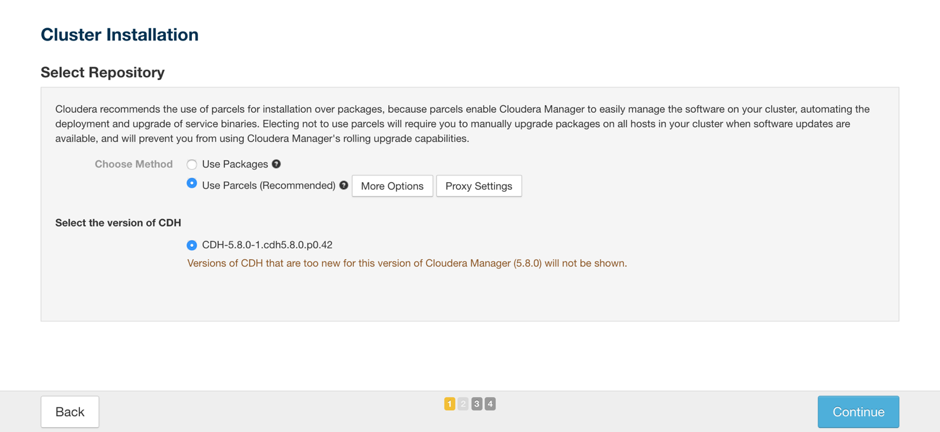 Cluster Installation
Select Repository
Cloudera recommends the use of parcels for installation over packages, because parcels enable Cloudera Manager to easily manage the software on your cluster, automating the
deployment and upgrade of service binaries. Electing not to use parcels will require you to manually upgrade packages on all hosts in your cluster when software updates are
available, and will prevent you from using Cloudera Manager's rolling upgrade capabilities.
Choose Method Use Packages ?
Use Parcels (Recommended) ? More Options Proxy Settings
Select the version of CDH
CDH-5.8.0-1.cdh5.8.0.p0.42
Versions of CDH that are too new for this version of Cloudera Manager (5.8.0) will not be shown.
Back 1 2 3 4 Continue